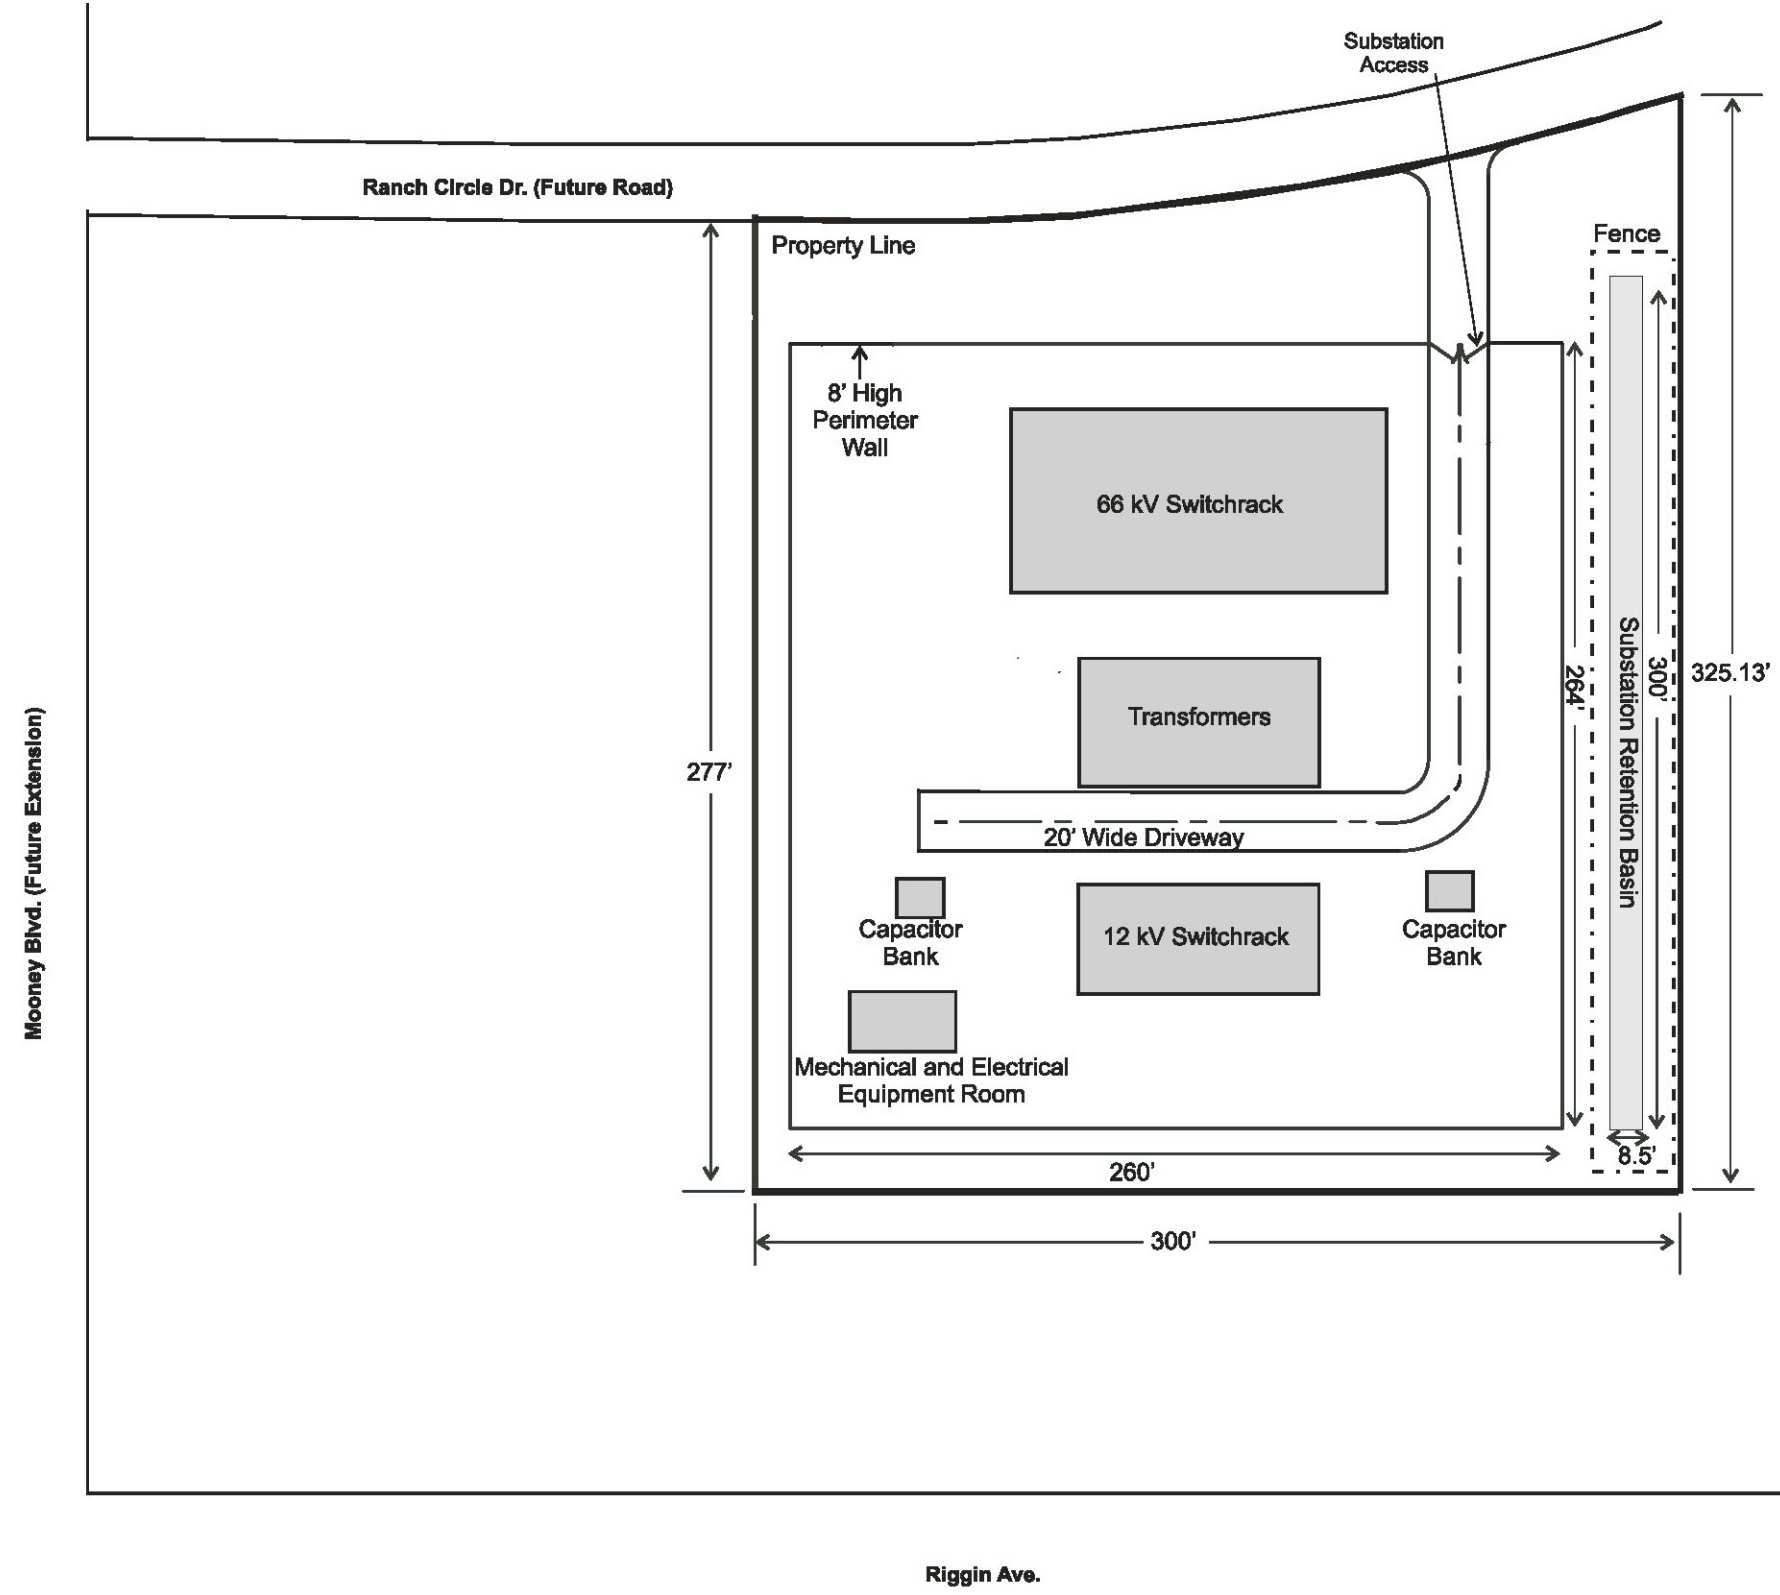 Substation
Access
Ranch Circle Dr. (Future Road)
Property Line
Fence
8’ High
Perimeter
Wall
66 kV Switchrack
Transformers
264’
Substation Retention Basin
300’
325.13’
277’
20’ Wide Driveway
Capacitor
Bank
12 kV Switchrack
Capacitor
Bank
Mooney Blvd. (Future Extension)
Mechanical and Electrical
Equipment Room
8.5’
260’
300’
Riggin Ave.